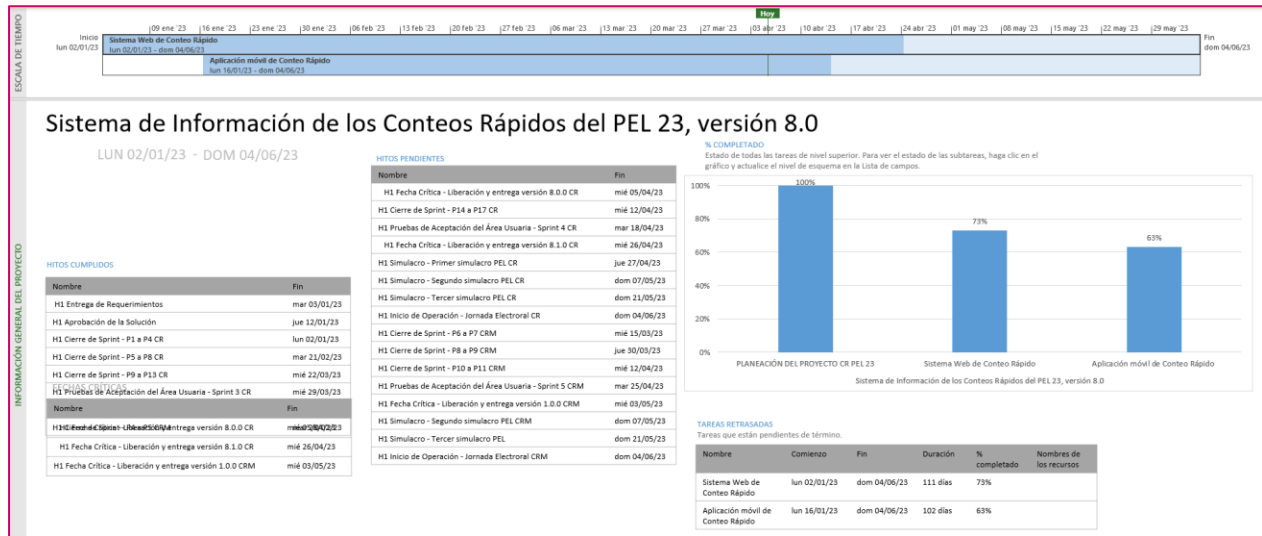 ESCALA DE TIEMPO
Hoy
|09 ene '23 |16 ene '23 |23 ene '23 |30 ene '23 |06 feb '23 |13 feb '23 |20 feb '23 |27 feb '23 |06 mar '23 |13 mar '23 |20 mar '23 |27 mar '23 |03 abr '23 |10 abr '23 |17 abr '23 |24 abr '23 |01 may '23 |08 may '23 |15 may '23 |22 may '23 |29 may '23
Inicio
lun 02/01/23
Sistema Web de Conteo Rápido
lun 02/01/23 - dom 04/06/23
Fin
dom 04/06/23
Aplicación móvil de Conteo Rápido
lun 16/01/23 - dom 04/06/23
INFORMACIÓN GENERAL DEL PROYECTO
Sistema de Información de los Conteos Rápidos del PEL 23, versión 8.0
LUN 02/01/23 - DOM 04/06/23
HITOS CUMPLIDOS
Nombre Fin
H1 Entrega de Requerimientos mar 03/01/23
H1 Aprobación de la Solución jue 12/01/23
H1 Cierre de Sprint - P1 a P4 CR lun 02/01/23
H1 Cierre de Sprint - P5 a P8 CR mar 21/02/23
H1 Cierre de Sprint - P9 a P13 CR mié 22/03/23
FECHAS CRÍTICAS
H1 Pruebas de Aceptación del Área Usuaria - Sprint 3 CR mié 29/03/23
Nombre Fin
entrega versión 8.0.0 CR
H1 Fecha Crítica - Liberación y entrega versión 8.1.0 CR mié 26/04/23
H1 Fecha Crítica - Liberación y entrega versión 1.0.0 CRM mié 03/05/23
HITOS PENDIENTES
Nombre Fin
H1 Fecha Crítica - Liberación y entrega versión 8.0.0 CR mié 05/04/23
H1 Cierre de Sprint - P14 a P17 CR mié 12/04/23
H1 Pruebas de Aceptación del Área Usuaria - Sprint 4 CR mar 18/04/23
H1 Fecha Crítica - Liberación y entrega versión 8.1.0 CR mié 26/04/23
H1 Simulacro - Primer simulacro PEL CR jue 27/04/23
H1 Simulacro - Segundo simulacro PEL CR dom 07/05/23
H1 Simulacro - Tercer simulacro PEL CR dom 21/05/23
H1 Inicio de Operación - Jornada Electroral CR dom 04/06/23
H1 Cierre de Sprint - P6 a P7 CRM mié 15/03/23
H1 Cierre de Sprint - P8 a P9 CRM jue 30/03/23
H1 Cierre de Sprint - P10 a P11 CRM mié 12/04/23
H1 Pruebas de Aceptación del Área Usuaria - Sprint 5 CRM mar 25/04/23
H1 Fecha Crítica - Liberación y entrega versión 1.0.0 CRM mié 03/05/23
H1 Simulacro - Segundo simulacro PEL CRM dom 07/05/23
H1 Simulacro - Tercer simulacro PEL dom 21/05/23
H1 Inicio de Operación - Jornada Electroral CRM dom 04/06/23
% COMPLETADO
Estado de todas las tareas de nivel superior. Para ver el estado de las subtareas, haga clic en el
gráfico y actualice el nivel de esquema en la Lista de campos.
100%
80%
60%
40%
20%
0%
100%
73%
63%
PLANEACIÓN DEL PROYECTO CR PEL 23 Sistema Web de Conteo Rápido Aplicación móvil de Conteo Rápido
Sistema de Información de los Conteos Rápidos del PEL 23, versión 8.0
TAREAS RETRASADAS
Tareas que están pendientes de término.
Nombre Comienzo Fin Duración % Nombres de
completado los recursos
Sistema Web de lun 02/01/23 dom 04/06/23 111 días 73%
Conteo Rápido
Aplicación móvil de lun 16/01/23 dom 04/06/23 102 días 63%
Conteo Rápido